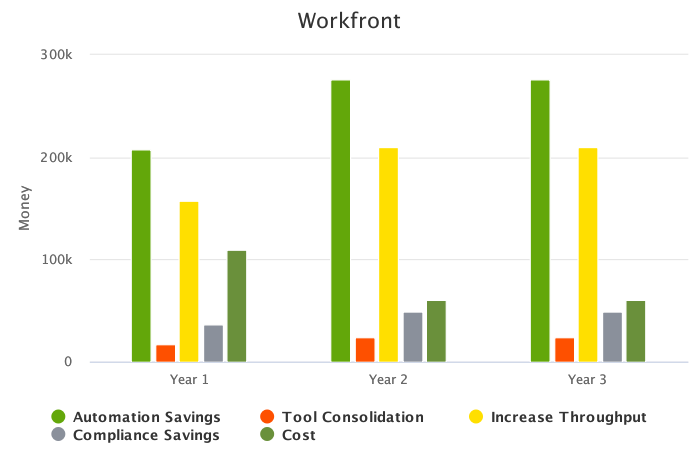 Workfront
300k
200k
100k
0
Money
Year 1 Year 2 Year 3
Automation Savings Tool Consolidation Increase Throughput
Compliance Savings Cost